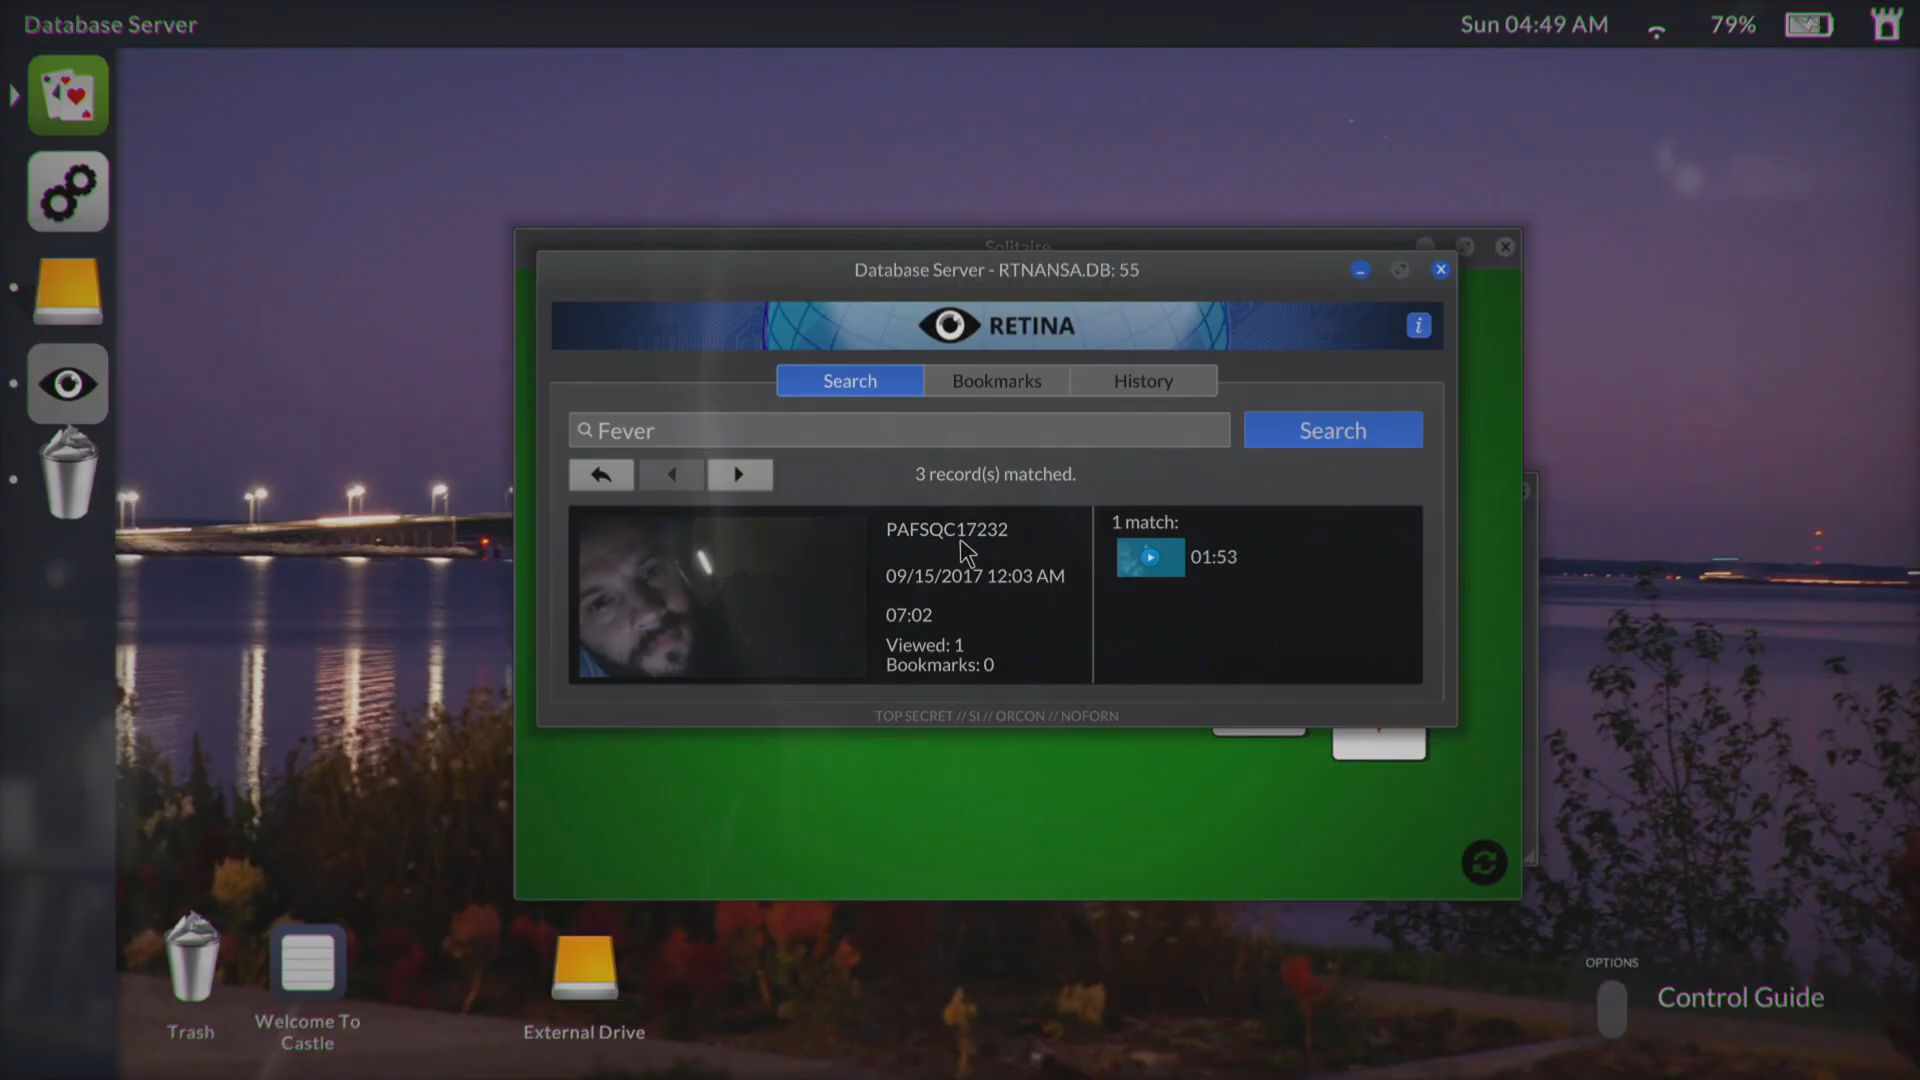 Database Server
Sun 04:49 AM
79%
Solitaire
Database Server - RTNANSA.DB: 55
RETINA
i
Search
Bookmarks
History
Fever
Search
3 record(s) matched.
PAFSQC17232
09/15/2017 12:03 AM
07:02
Viewed: 1
Bookmarks: 0
1 match:
01:53
TOP SECRET // SI // ORCON // NOFORN
Trash
Welcome To
Castle
External Drive
OPTIONS
Control Guide